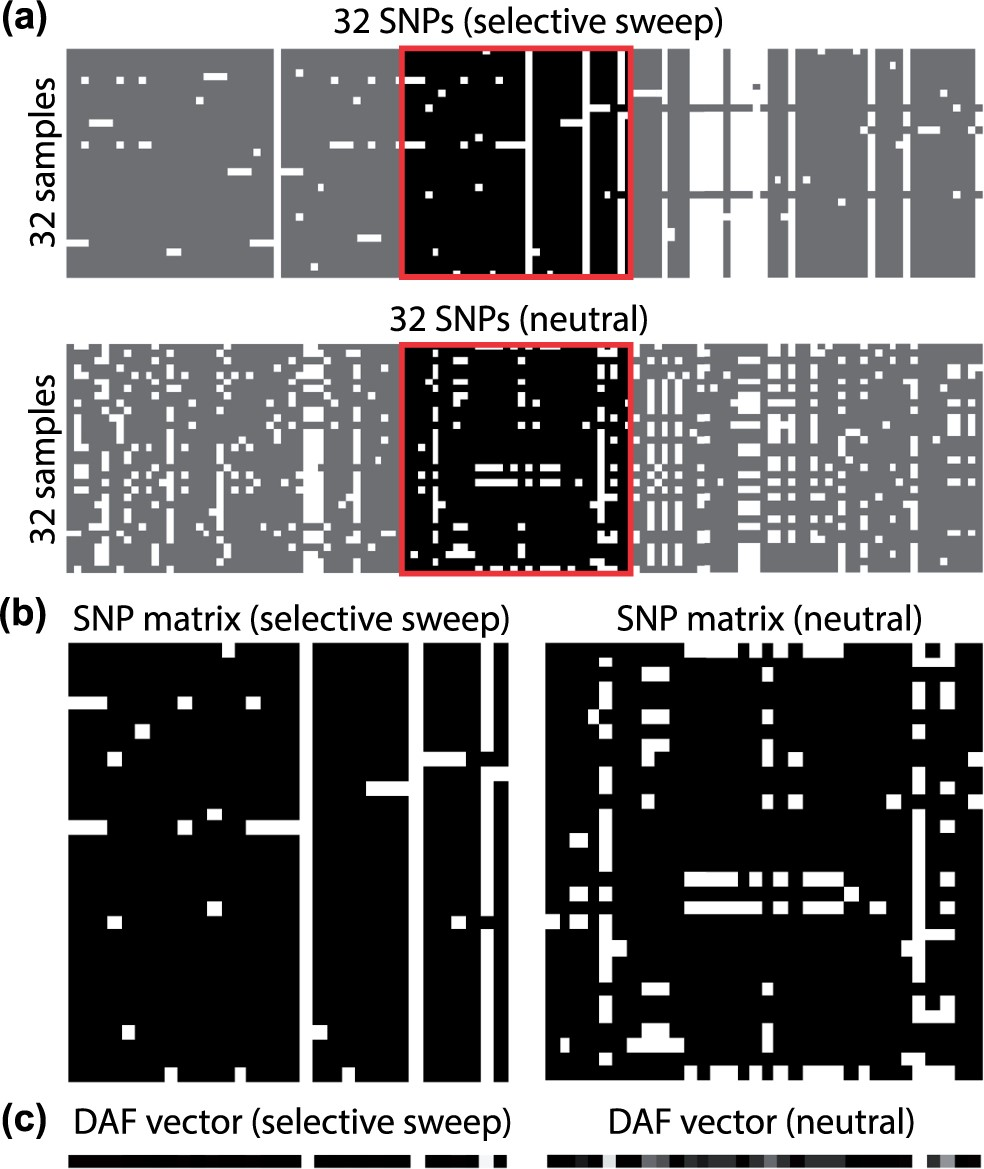 (a)
32 SNPs (selective sweep)
32 samples
32 SNPs (neutral)
32 samples
(b)
SNP matrix (selective sweep)
SNP matrix (neutral)
(c)
DAF vector (selective sweep)
DAF vector (neutral)